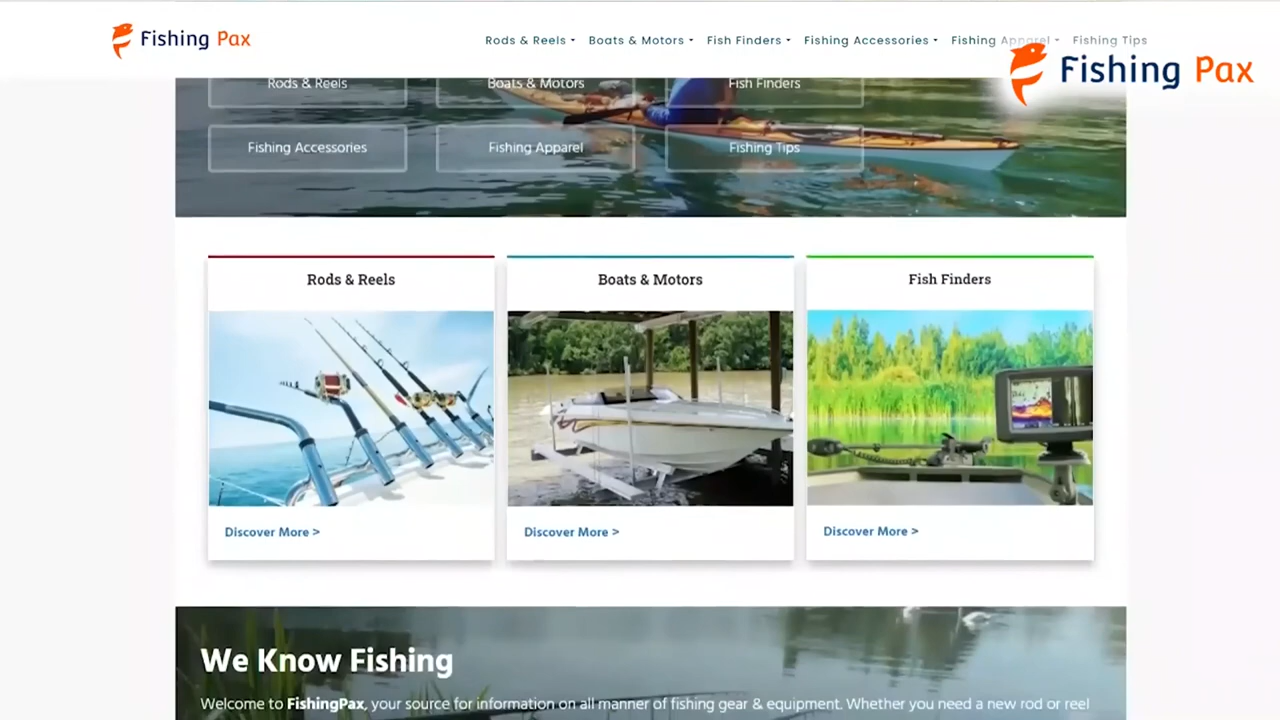 Fishing Pax
Rods & Reels Boats & Motors Fish Finders Fishing Accessories Fishing Apparel Fishing Tips
Fishing Pax
Rods & Reels Boats & Motors Fish Finders
Fishing Accessories Fishing Apparel Fishing Tips
Rods & Reels Boats & Motors Fish Finders
Discover More > Discover More > Discover More >
We Know Fishing
Welcome to FishingPax, your source for information on all manner of fishing gear & equipment. Whether you need a new rod or reel